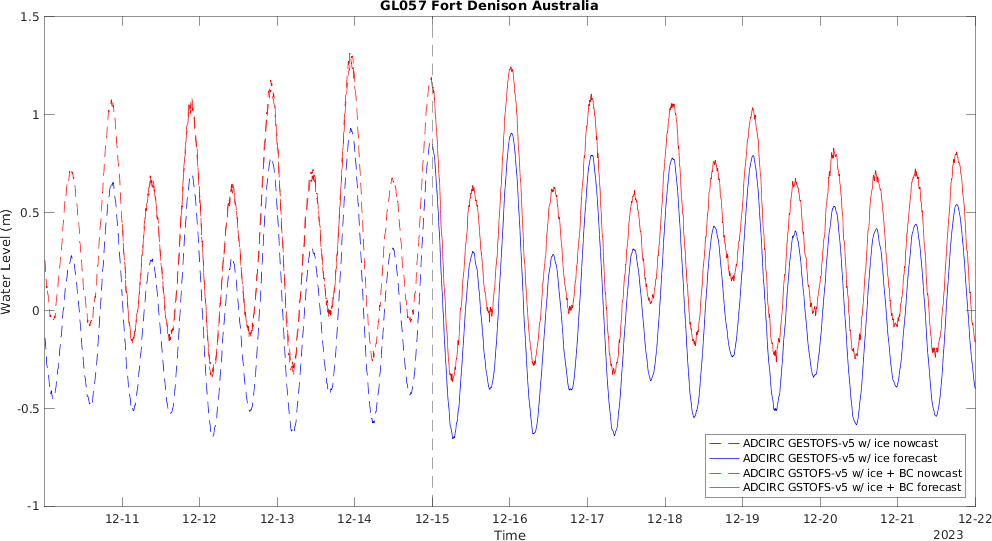 GL057 Fort Denison Australia
1.5
1
0.5
0
-0.5
-1
Water Level (m)
ADCIRC GESTOFS-v5 w/ ice nowcast
ADCIRC GESTOFS-v5 w/ ice forecast
ADCIRC GSTOFS-v5 w/ ice + BC nowcast
ADCIRC GSTOFS-v5 w/ ice + BC forecast
12-11 12-12 12-13 12-14 12-15 12-16 12-17 12-18 12-19 12-20 12-21 12-22
Time
2023